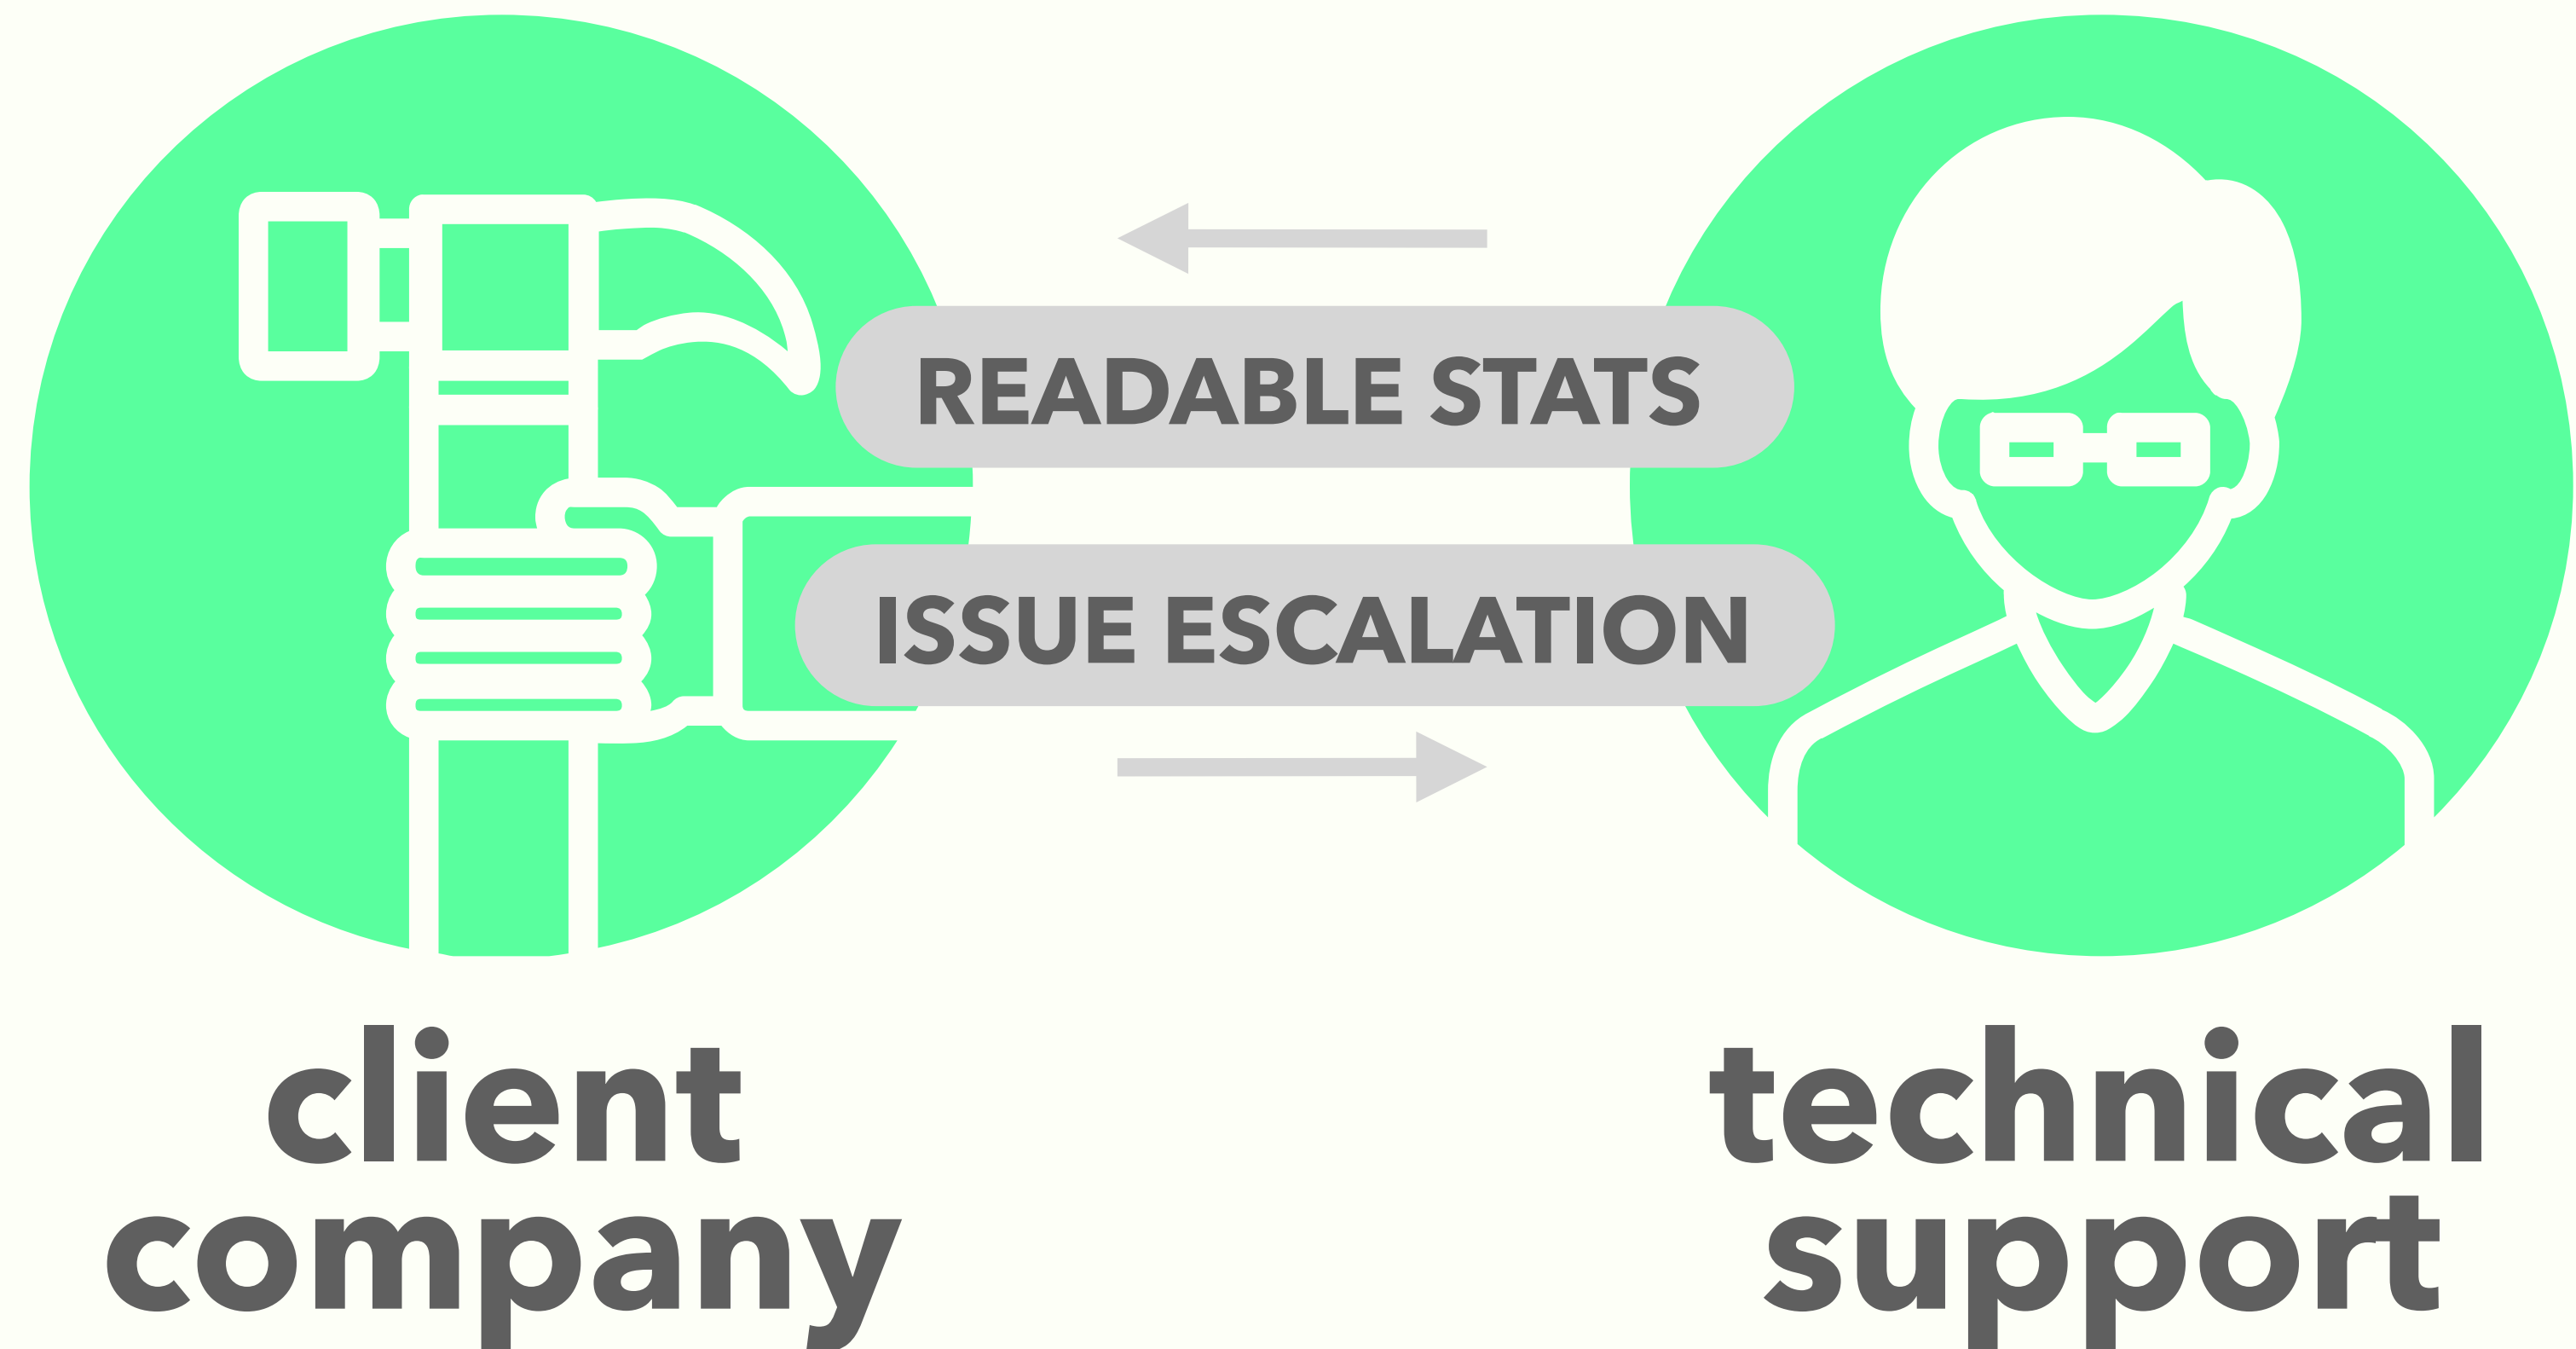 READABLE STATS
ISSUE ESCALATION
client
company
technical
support